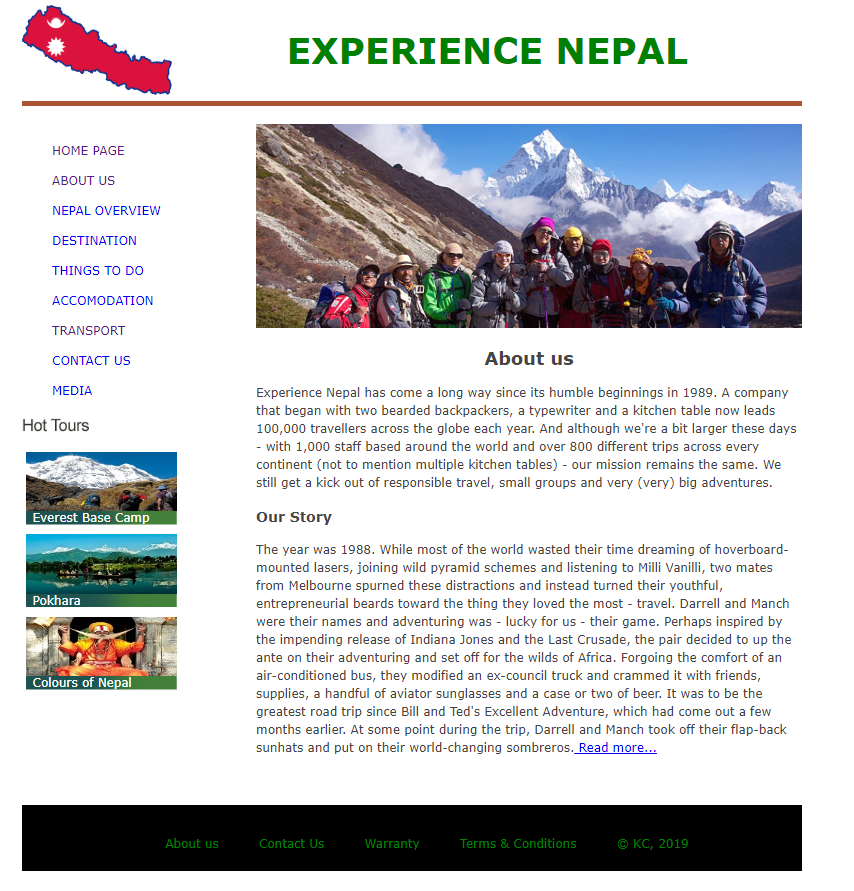 EXPERIENCE NEPAL
HOME PAGE
ABOUT US
NEPAL OVERVIEW
DESTINATION
THINGS TO DO
ACCOMODATION
TRANSPORT
CONTACT US
MEDIA
Hot Tours
Everest Base Camp
Pokhara
Colours of Nepal
About us
Experience Nepal has come a long way since its humble beginnings in 1989. A company
that began with two bearded backpackers, a typewriter and a kitchen table now leads
100,000 travellers across the globe each year. And although we're a bit larger these days
- with 1,000 staff based around the world and over 800 different trips across every
continent (not to mention multiple kitchen tables) - our mission remains the same. We
still get a kick out of responsible travel, small groups and very (very) big adventures.
Our Story
The year was 1988. While most of the world wasted their time dreaming of hoverboard-
mounted lasers, joining wild pyramid schemes and listening to Milli Vanilli, two mates
from Melbourne spurned these distractions and instead turned their youthful,
entrepreneurial beards toward the thing they loved the most - travel. Darrell and Manch
were their names and adventuring was - lucky for us - their game. Perhaps inspired by
the impending release of Indiana Jones and the Last Crusade, the pair decided to up the
ante on their adventuring and set off for the wilds of Africa. Forgoing the comfort of an
air-conditioned bus, they modified an ex-council truck and crammed it with friends,
supplies, a handful of aviator sunglasses and a case or two of beer. It was to be the
greatest road trip since Bill and Ted's Excellent Adventure, which had come out a few
months earlier. At some point during the trip, Darrell and Manch took off their flap-back
sunhats and put on their world-changing sombreros. Read more...
About us Contact Us Warranty Terms & Conditions © KC, 2019